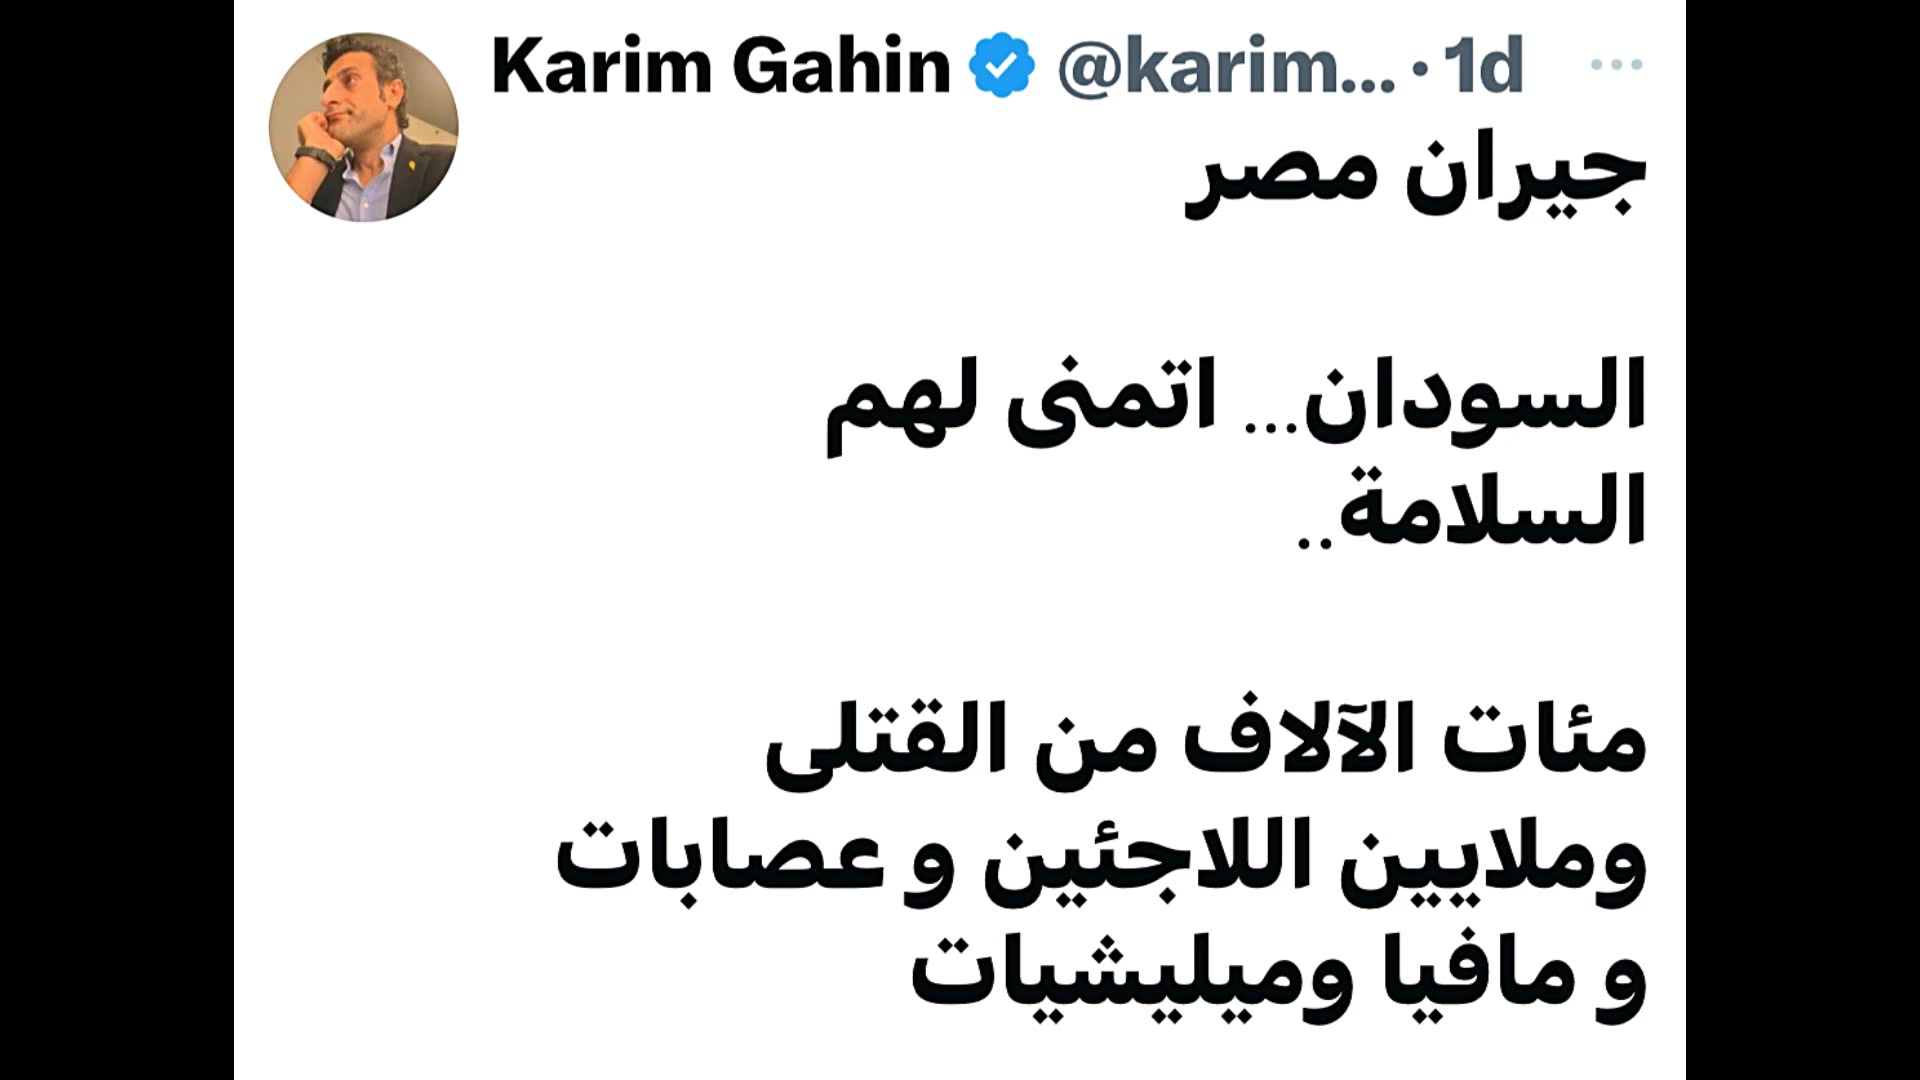 Karim Gahin @karim... · 1d
جيران مصر
السودان... اتمنى لهم
السلامة..
مئات الآلاف من القتلى
وملايين اللاجئين و عصابات
و مافيا وميليشيات